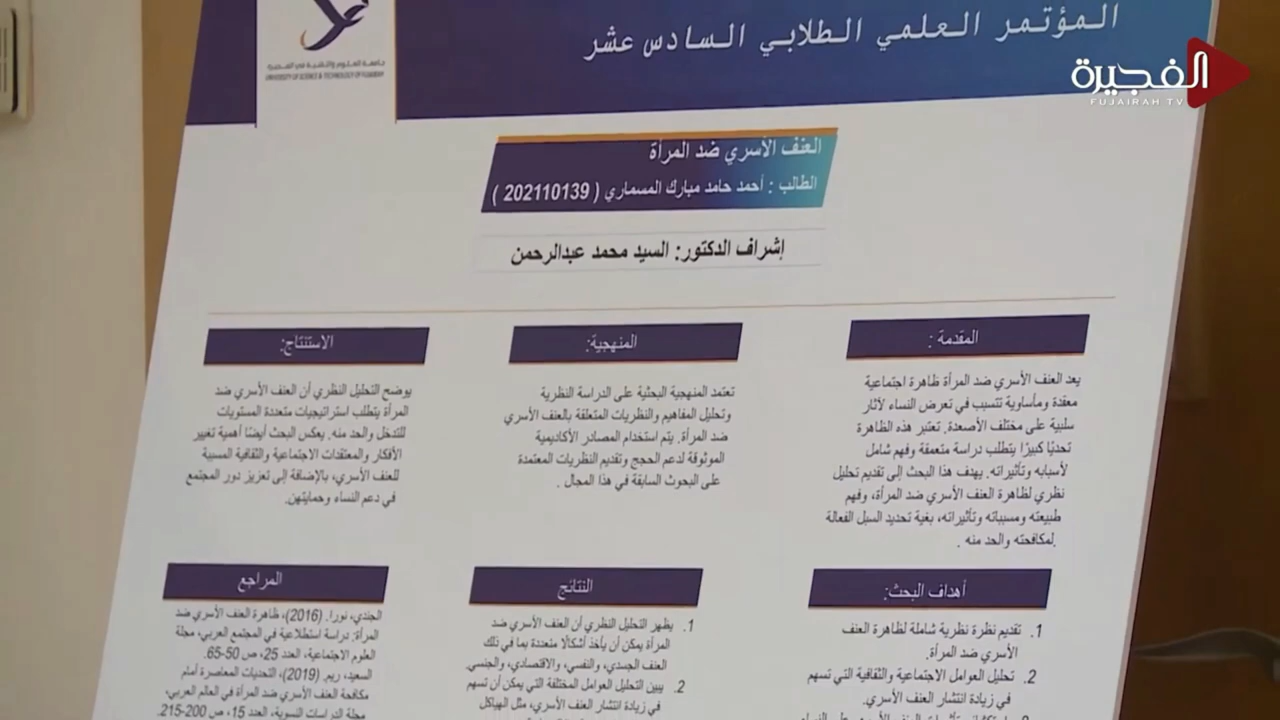 المؤتمر العلمي الطلابي السادس عشر
الفجيرة
FUJAIRAH TV
جامعة العلوم والتقنية في الفجيرة
UNIVERSITY OF SCIENCE & TECHNOLOGY OF FUJAIRAH
العنف الأسري ضد المرأة
الطالب : أحمد حامد مبارك المسماري ( 202110139 )
إشراف الدكتور: السيد محمد عبدالرحمن
المقدمة :
يعد العنف الأسري ضد المرأة ظاهرة اجتماعية
معقدة ومأساوية تتسبب في تعرض النساء لآثار
سلبية على مختلف الأصعدة. تعتبر هذه الظاهرة
تحديًا كبيرًا يتطلب دراسة متعمقة وفهم شامل
لأسبابه وتأثيراته. يهدف هذا البحث إلى تقديم تحليل
نظري لظاهرة العنف الأسري ضد المرأة، وفهم
طبيعته ومسبباته وتأثيراته، بغية تحديد السبل الفعالة
لمكافحته والحد منه .
المنهجية:
تعتمد المنهجية البحثية على الدراسة النظرية
وتحليل المفاهيم والنظريات المتعلقة بالعنف الأسري
ضد المرأة. يتم استخدام المصادر الأكاديمية
الموثوقة لدعم الحجج وتقديم النظريات المعتمدة
على البحوث السابقة في هذا المجال .
الاستنتاج:
يوضح التحليل النظري أن العنف الأسري ضد
المرأة يتطلب استراتيجيات متعددة المستويات
للتدخل والحد منه. يعكس البحث أيضًا أهمية تغيير
الأفكار والمعتقدات الاجتماعية والثقافية المسببة
للعنف الأسري، بالإضافة إلى تعزيز دور المجتمع
في دعم النساء وحمايتهن.
أهداف البحث:
1. تقديم نظرة نظرية شاملة لظاهرة العنف
الأسري ضد المرأة.
2. تحليل العوامل الاجتماعية والثقافية التي تسهم
في زيادة انتشار العنف الأسري.
النتائج
1. يظهر التحليل النظري أن العنف الأسري ضد
المرأة يمكن أن يأخذ أشكالًا متعددة بما في ذلك
العنف الجسدي، والنفسي، والاقتصادي، والجنسي.
2. يبين التحليل العوامل المختلفة التي يمكن أن تسهم
في زيادة انتشار العنف الأسري، مثل الهياكل
المراجع
الجندي، نورا. (2016)، ظاهرة العنف الأسري ضد
المرأة: دراسة استطلاعية في المجتمع العربي، مجلة
العلوم الاجتماعية، العدد 25، ص 50-65.
السعيد، ريم. (2019)، التحديات المعاصرة أمام
مكافحة العنف الأسري ضد المرأة في العالم العربي،
مجلة الدراسات النسوية، العدد 15، ص 200-215.